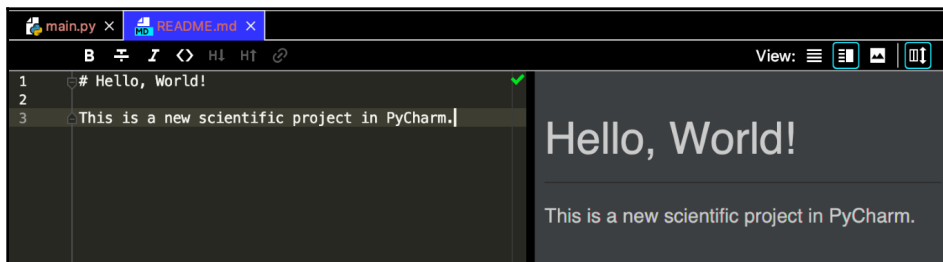 main.py × MD README.md ×
B T I <> H↓ H↑ View:
1 # Hello, World!
2
3 This is a new scientific project in PyCharm.
Hello, World!
This is a new scientific project in PyCharm.